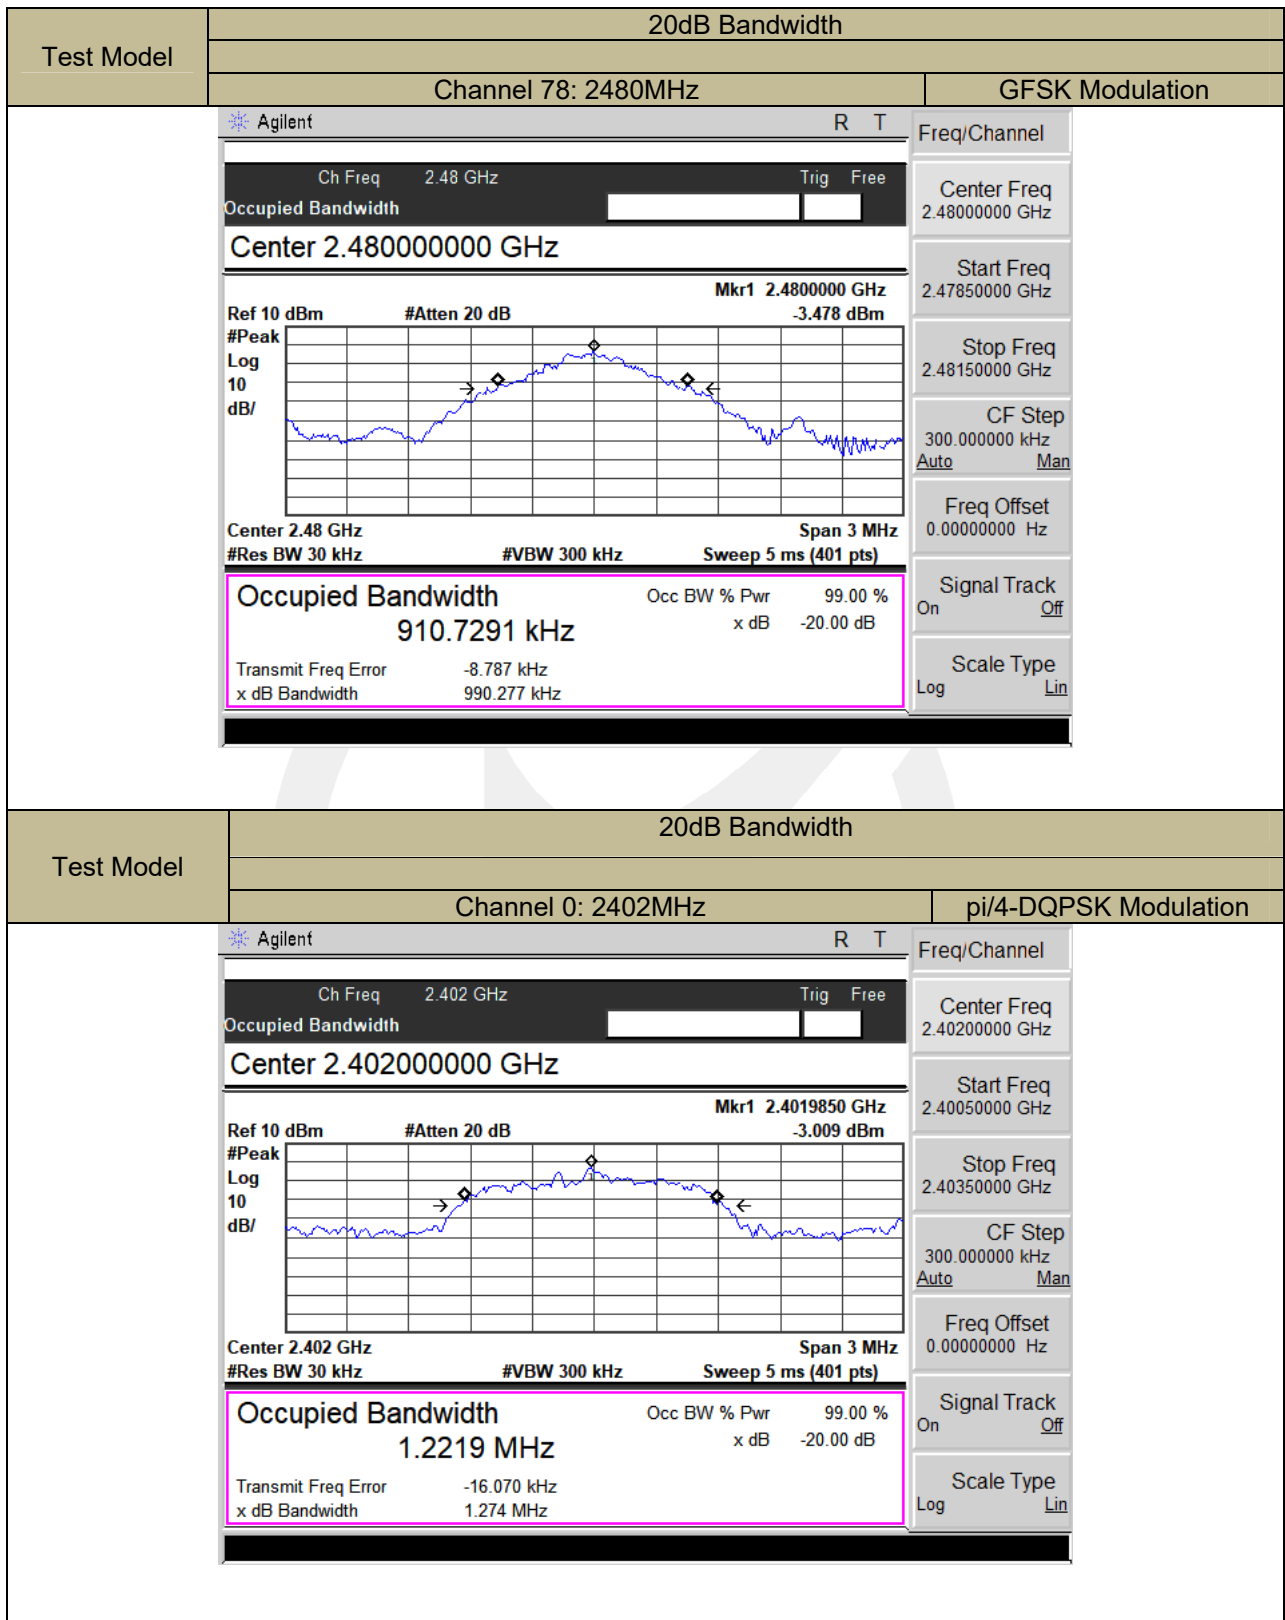 Test Model
20dB Bandwidth
Channel 78: 2480MHz
GFSK Modulation
Agilent
R T
Freq/Channel
Ch Freq 2.48 GHz
Trig Free
Occupied Bandwidth
Center 2.480000000 GHz
Center Freq
2.48000000 GHz
Start Freq
2.47850000 GHz
Stop Freq
2.48150000 GHz
CF Step
300.000000 kHz
Auto Man
Freq Offset
0.00000000 Hz
Signal Track
On Off
Scale Type
Log Lin
Mkr1 2.4800000 GHz
Ref 10 dBm #Atten 20 dB -3.478 dBm
#Peak
Log
10
dB/
1
Center 2.48 GHz Span 3 MHz
#Res BW 30 kHz #VBW 300 kHz Sweep 5 ms (401 pts)
Occupied Bandwidth
910.7291 kHz
Occ BW % Pwr 99.00 %
x dB -20.00 dB
Transmit Freq Error -8.787 kHz
x dB Bandwidth 990.277 kHz
Test Model
20dB Bandwidth
Channel 0: 2402MHz
pi/4-DQPSK Modulation
Agilent
R T
Freq/Channel
Ch Freq 2.402 GHz
Trig Free
Occupied Bandwidth
Center 2.402000000 GHz
Center Freq
2.40200000 GHz
Start Freq
2.40050000 GHz
Stop Freq
2.40350000 GHz
CF Step
300.000000 kHz
Auto Man
Freq Offset
0.00000000 Hz
Signal Track
On Off
Scale Type
Log Lin
Mkr1 2.4019850 GHz
Ref 10 dBm #Atten 20 dB -3.009 dBm
#Peak
Log
10
dB/
1
Center 2.402 GHz Span 3 MHz
#Res BW 30 kHz #VBW 300 kHz Sweep 5 ms (401 pts)
Occupied Bandwidth
1.2219 MHz
Occ BW % Pwr 99.00 %
x dB -20.00 dB
Transmit Freq Error -16.070 kHz
x dB Bandwidth 1.274 MHz